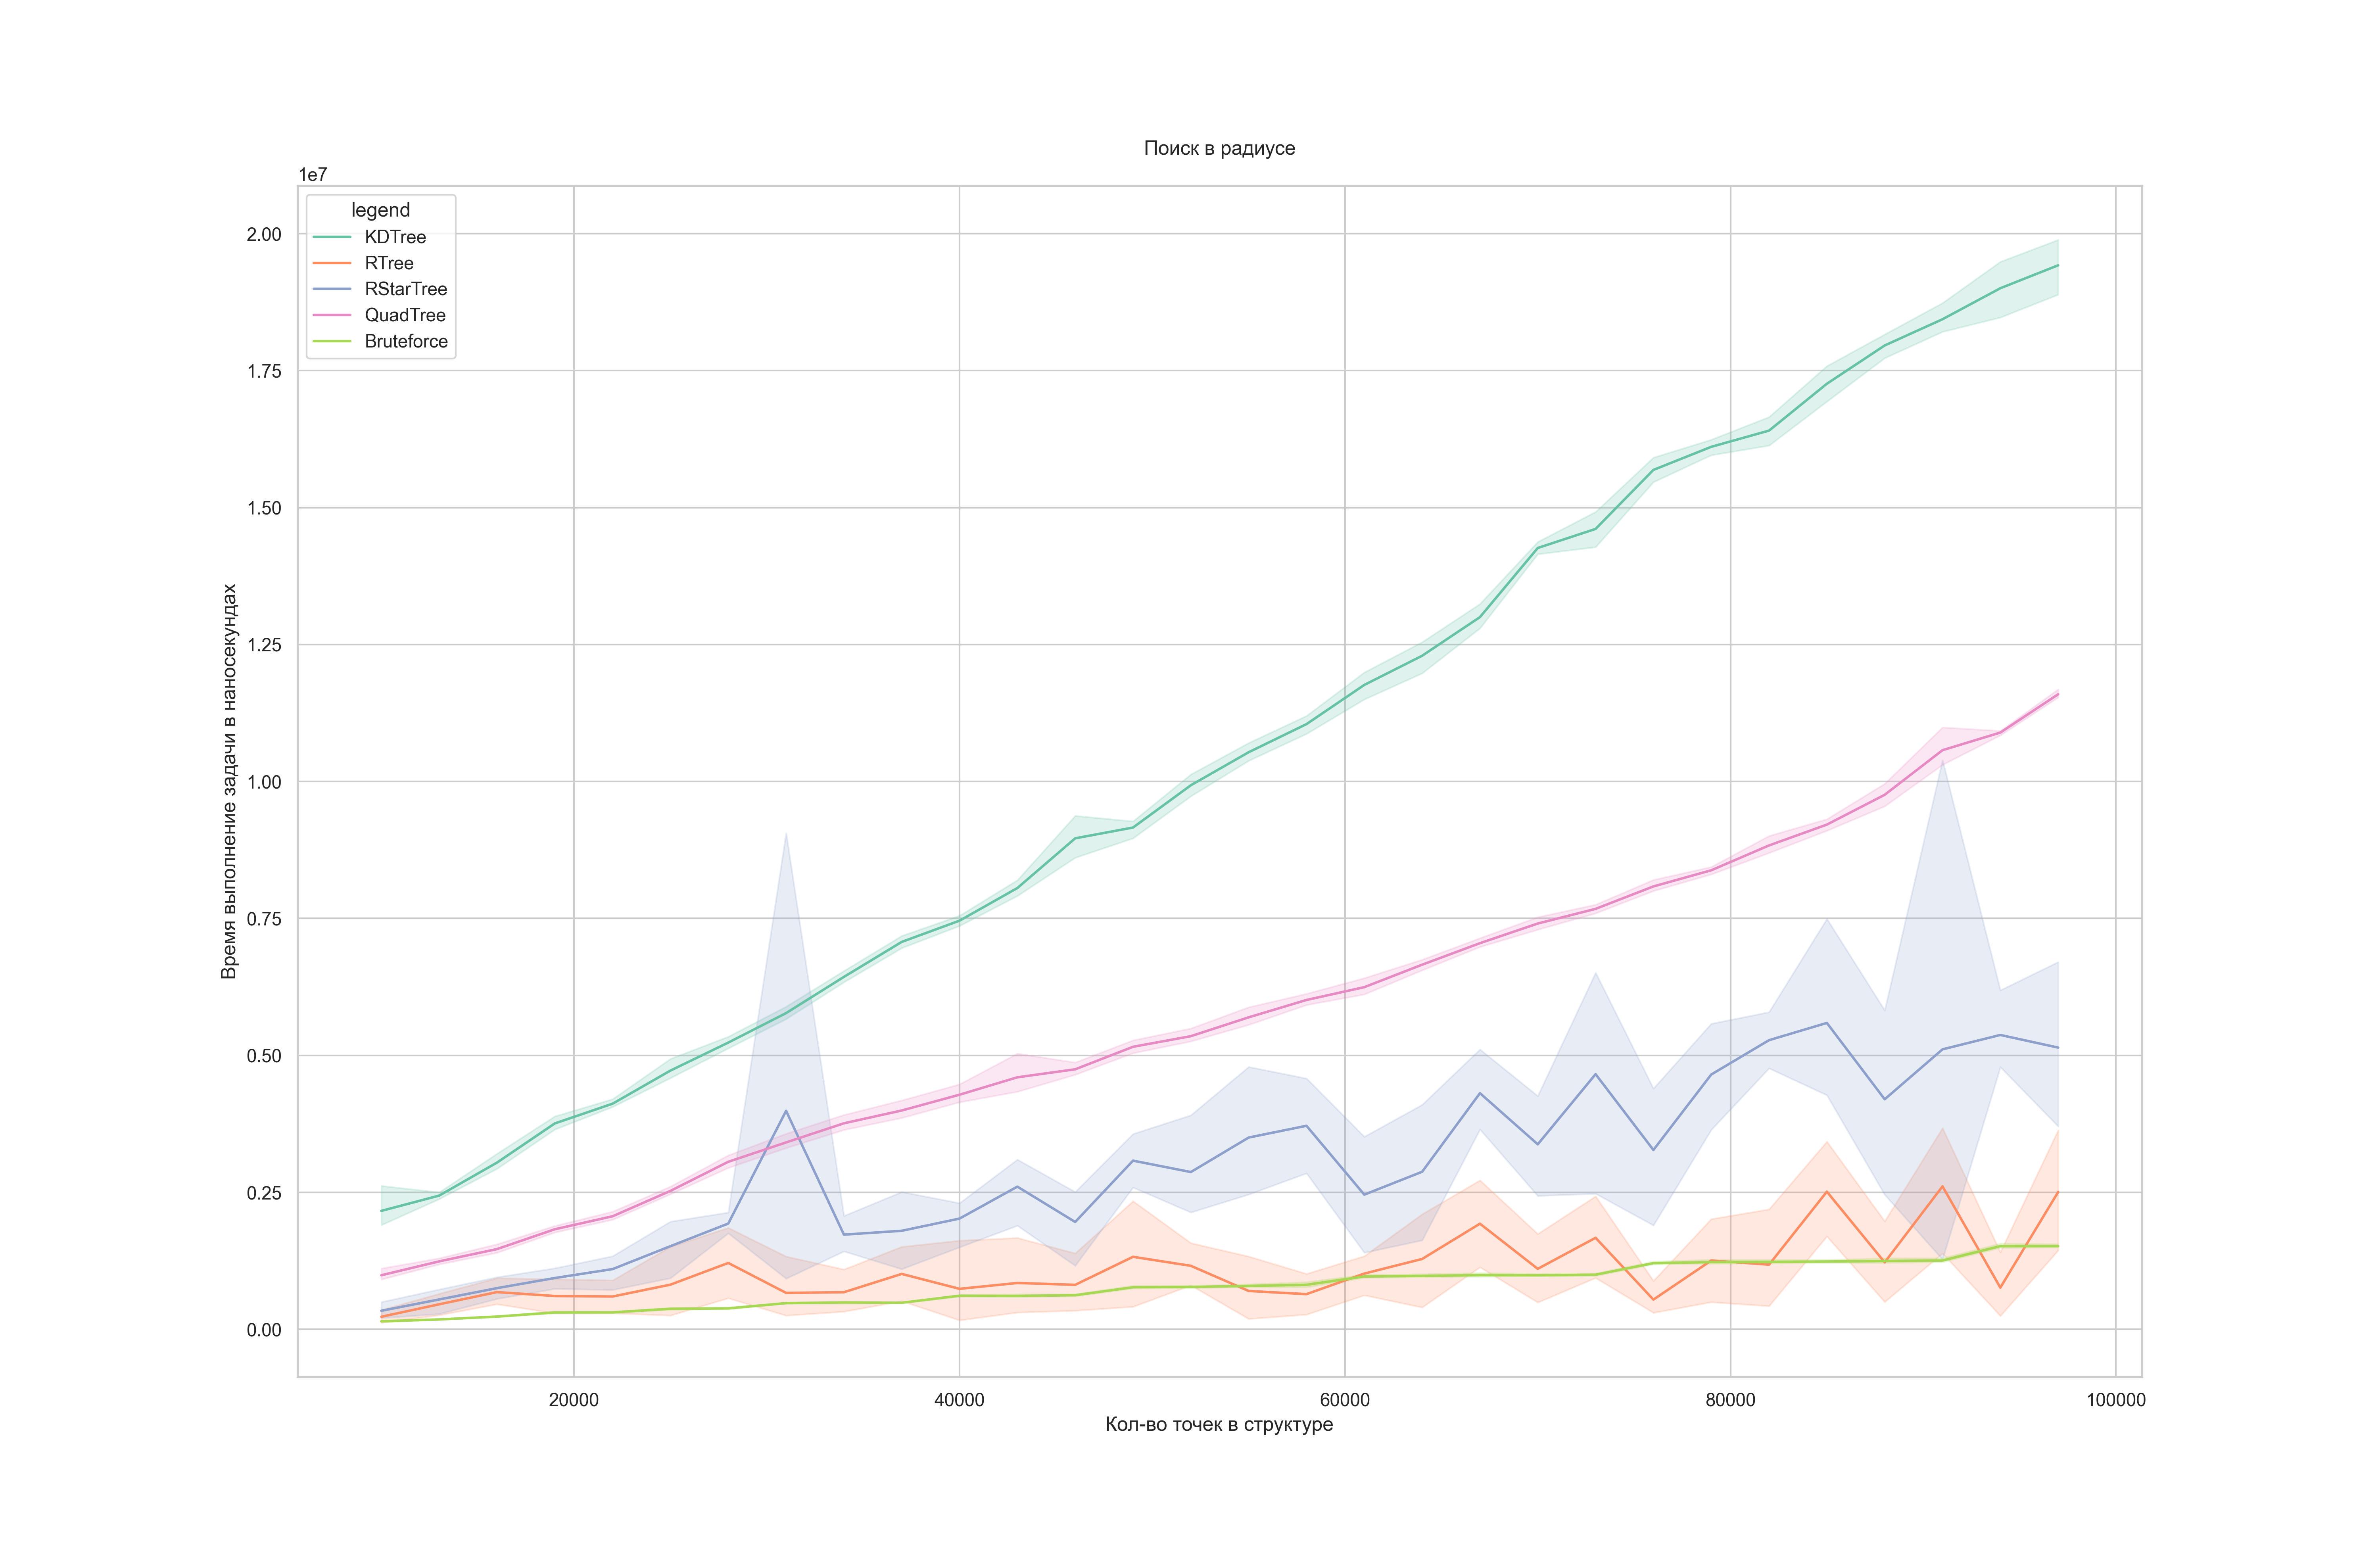 Поиск в радиусе
1e7
legend
KDTree
RTree
RStarTree
QuadTree
Bruteforce
2.00
1.75
1.50
1.25
1.00
0.75
0.50
0.25
0.00
Время выполнение задачи в наносекундах
20000
40000
60000
80000
100000
Кол-во точек в структуре